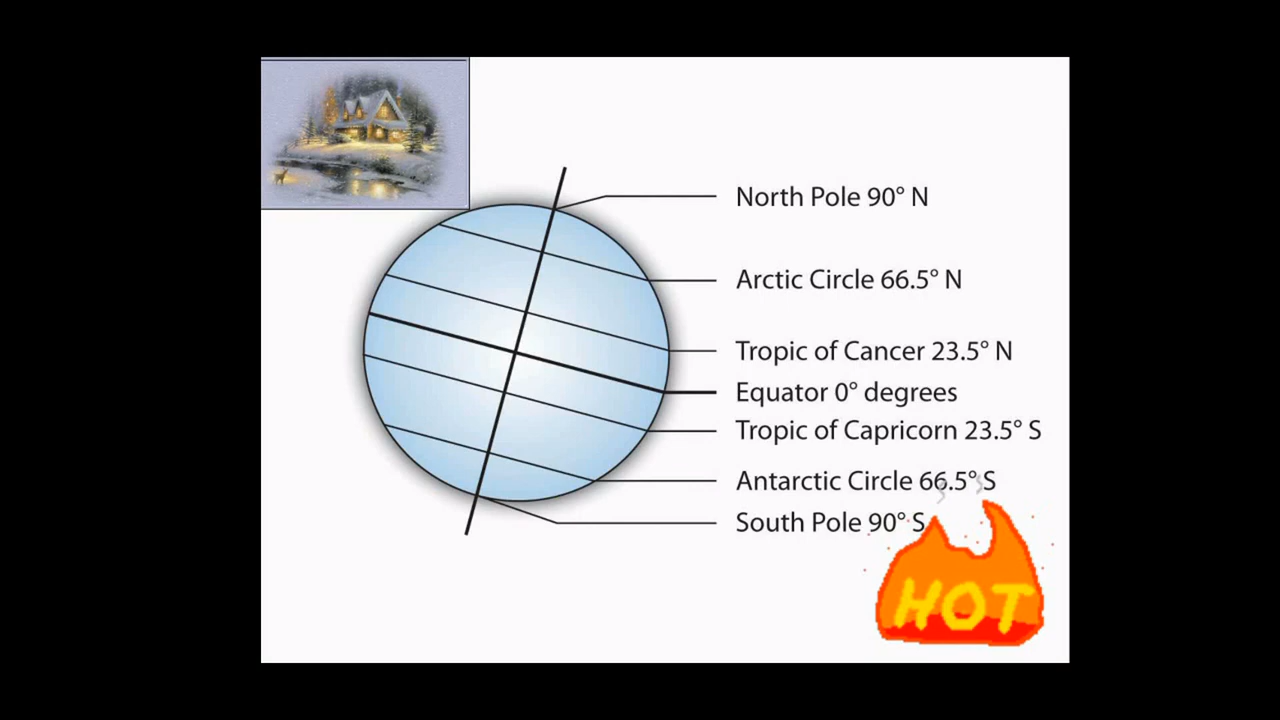 North Pole 90° N
Arctic Circle 66.5° N
Tropic of Cancer 23.5° N
Equator 0° degrees
Tropic of Capricorn 23.5° S
Antarctic Circle 66.5° S
South Pole 90° S
HOT